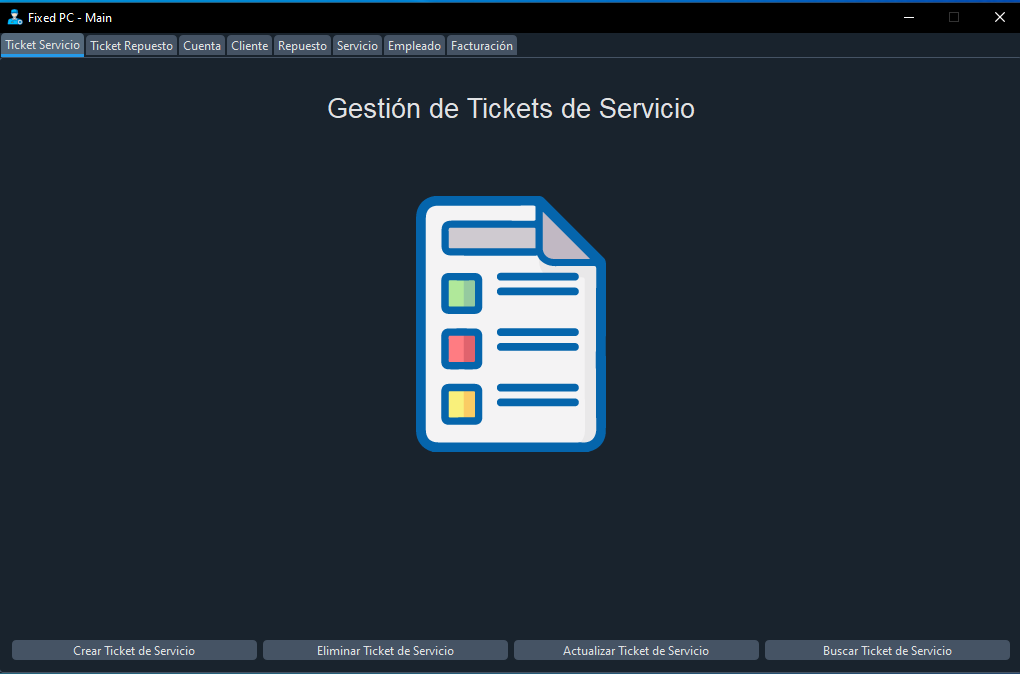 Fixed PC - Main
Ticket Servicio Ticket Repuesto Cuenta Cliente Repuesto Servicio Empleado Facturación
Gestión de Tickets de Servicio
Crear Ticket de Servicio Eliminar Ticket de Servicio Actualizar Ticket de Servicio Buscar Ticket de Servicio